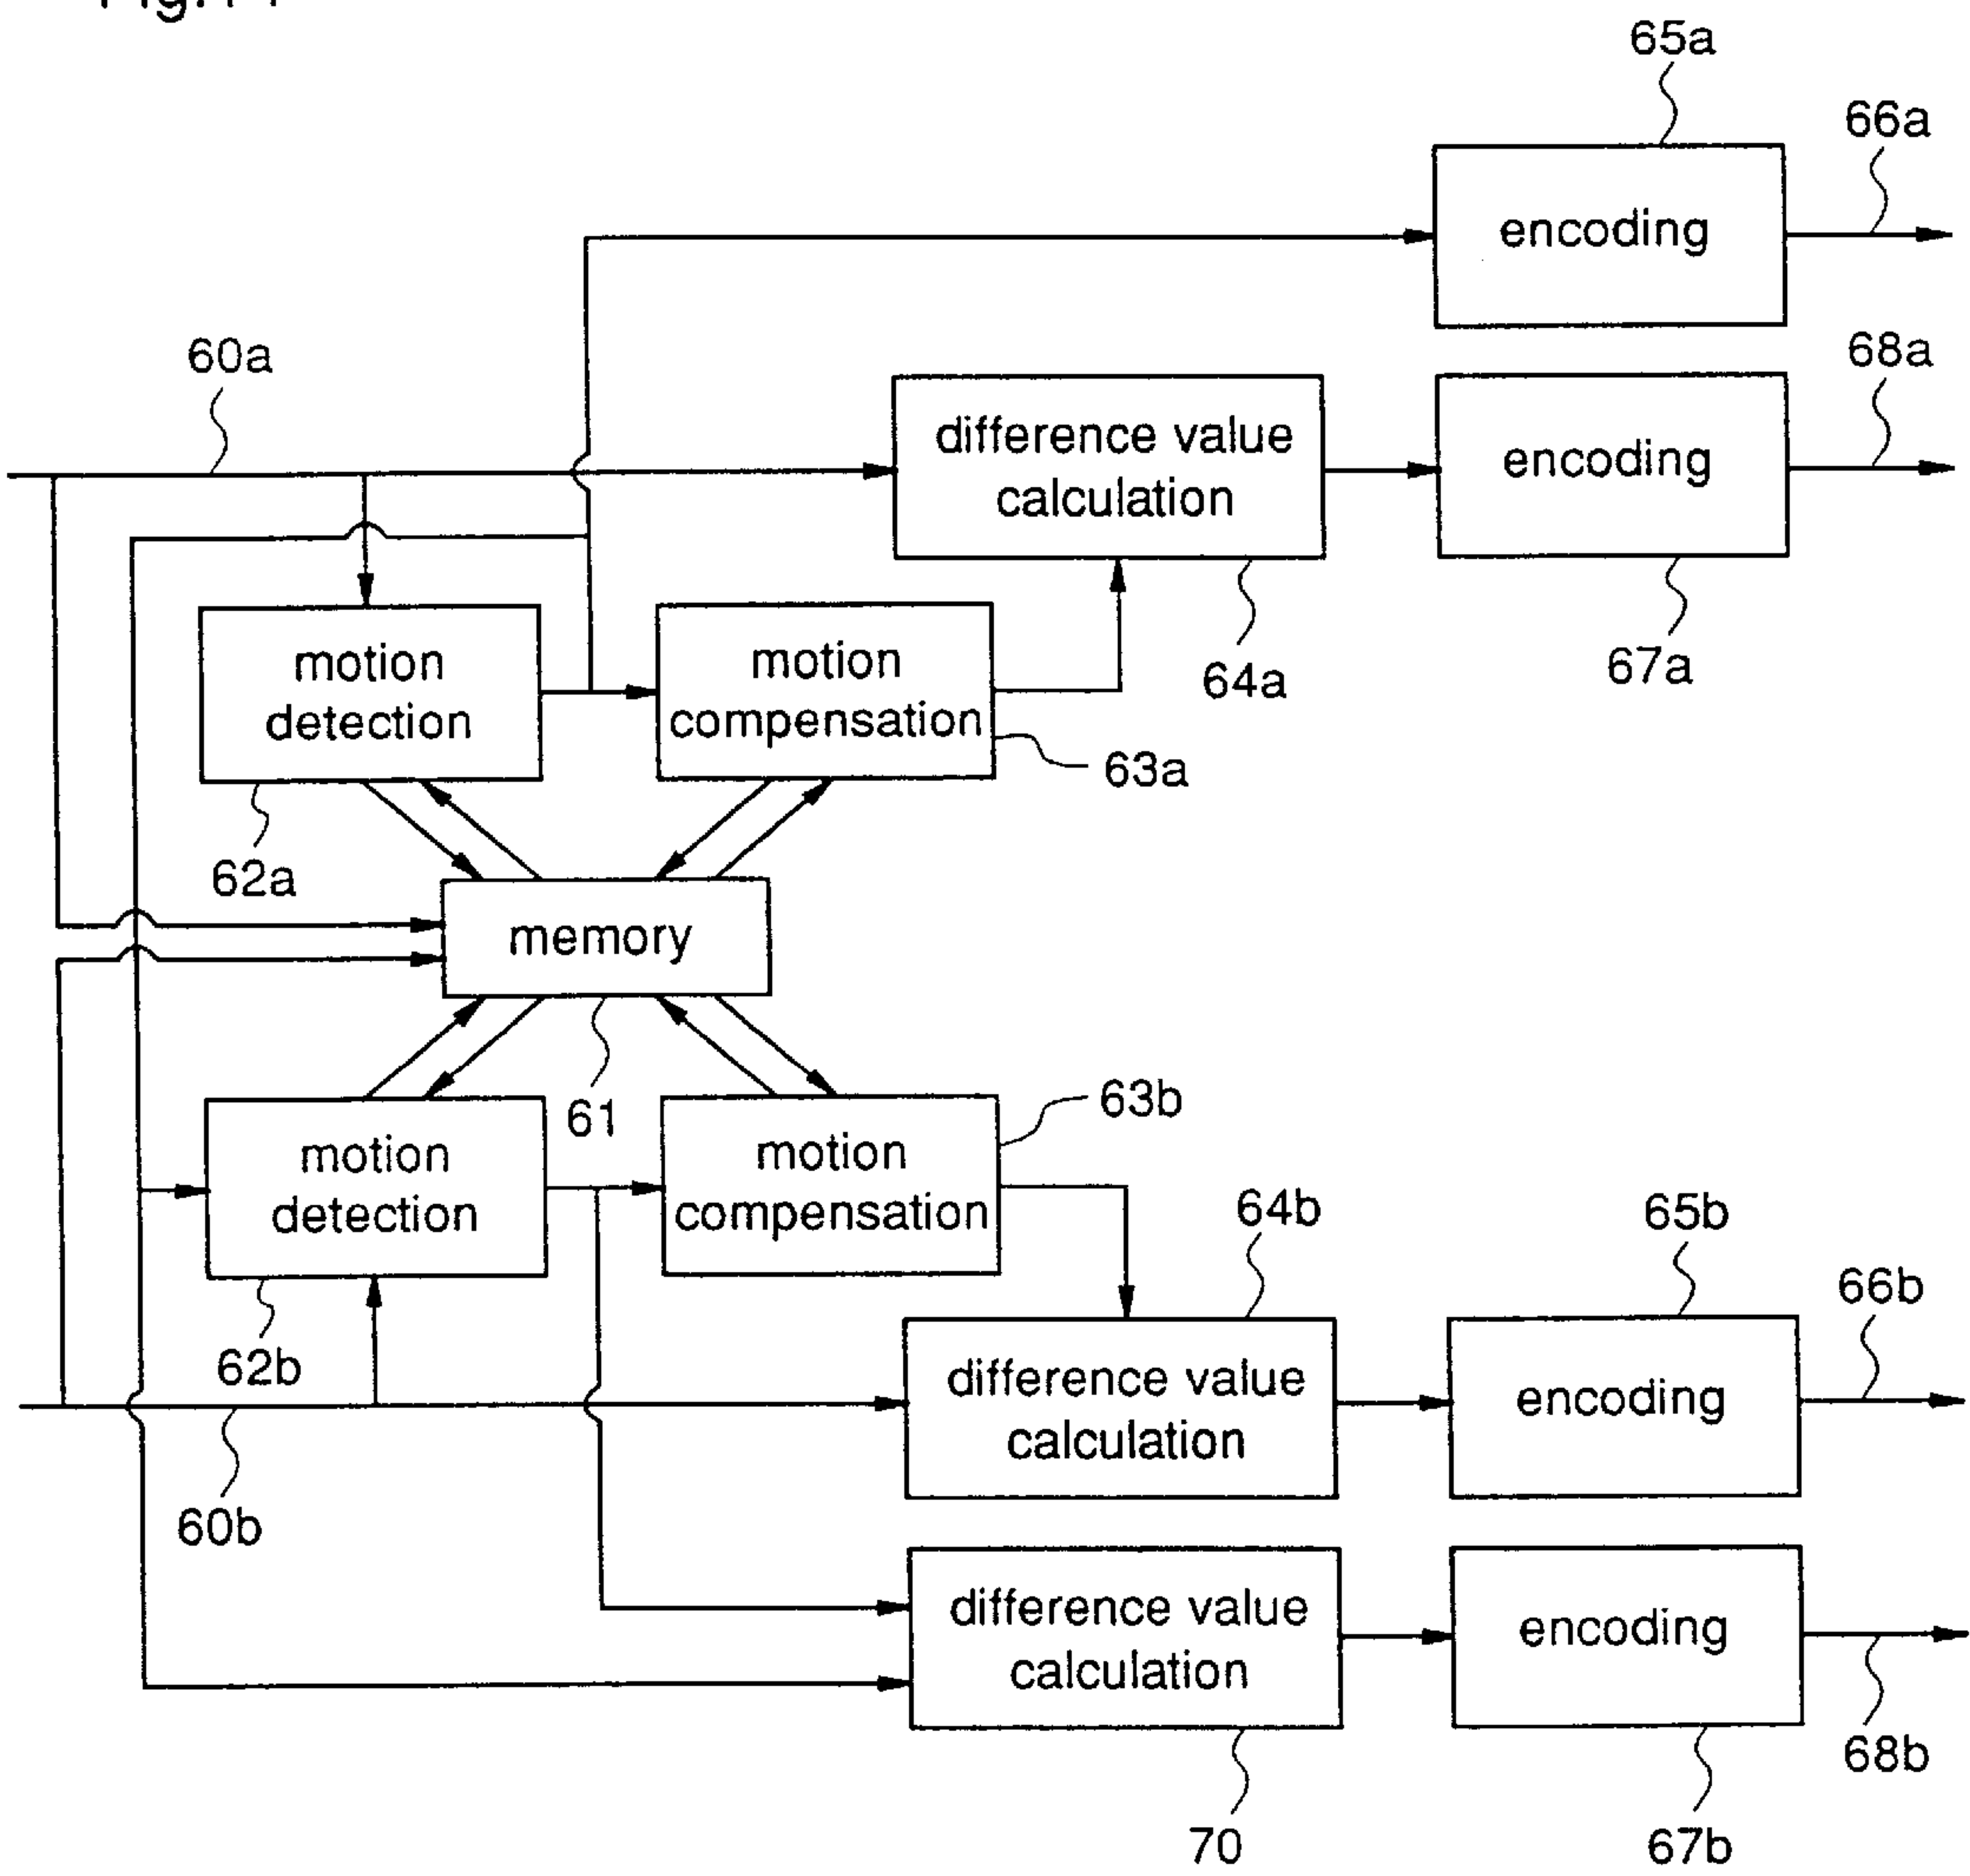 65a
66a
encoding
60a
68a
difference value
calculation
encoding
motion
detection
motion
compensation
64a
67a
63a
62a
memory
61
63b
motion
detection
motion
compensation
64b
65b
66b
62b
difference value
calculation
encoding
60b
difference value
calculation
encoding
68b
70
67b